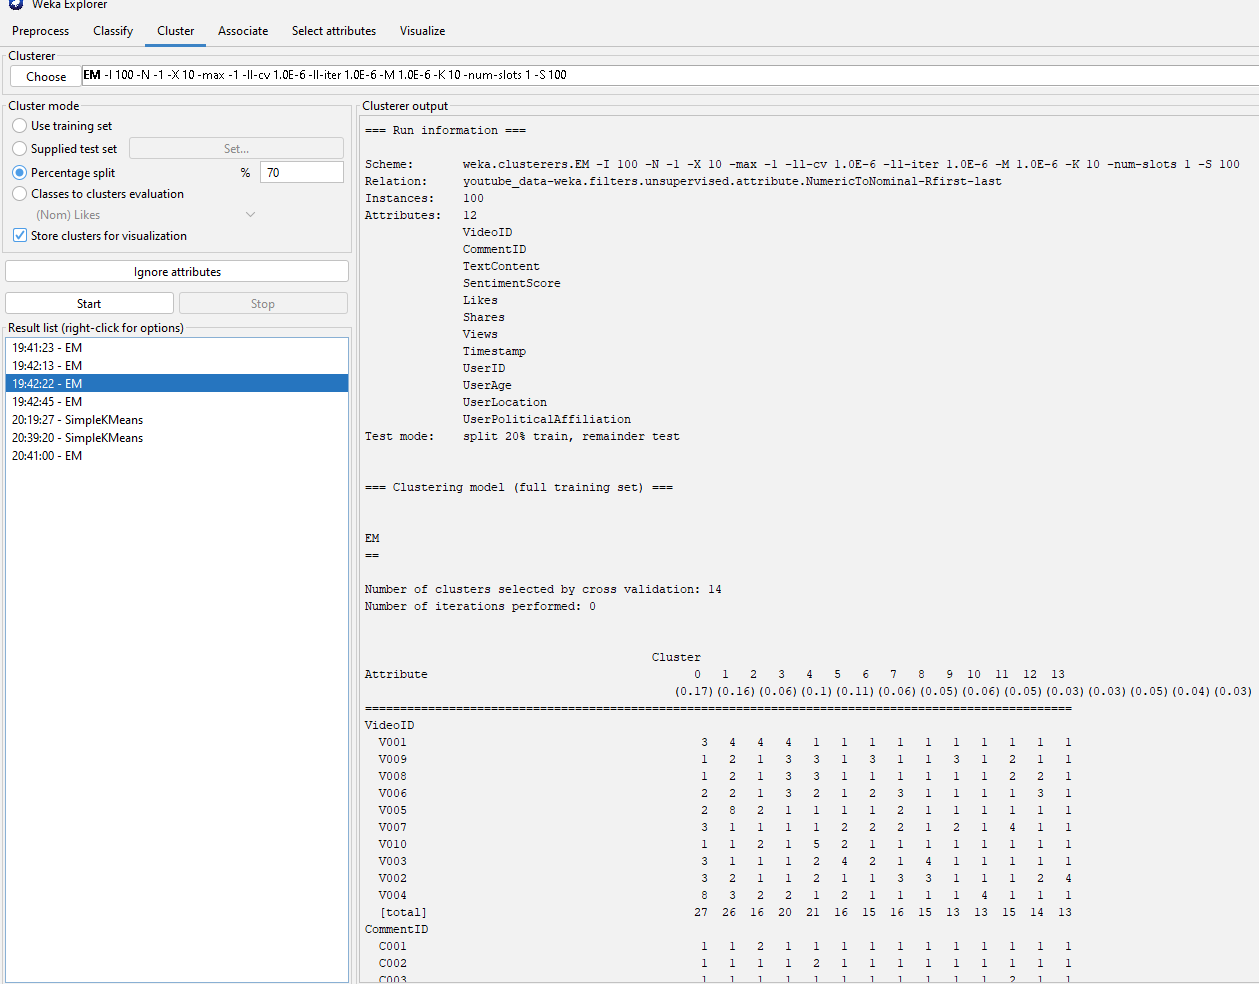 Weka Explorer
Preprocess Classify Cluster Associate Select attributes Visualize
Clusterer
Choose EM -I 100 -N -1 -X 10 -max -1 -ll-cv 1.0E-6 -ll-iter 1.0E-6 -M 1.0E-6 -K 10 -num-slots 1 -S 100
Cluster mode
Use training set
Supplied test set Set...
Percentage split % 70
Classes to clusters evaluation
(Nom) Likes
Store clusters for visualization
Ignore attributes
Start Stop
Result list (right-click for options)
19:41:23 - EM
19:42:13 - EM
19:42:22 - EM
19:42:45 - EM
20:19:27 - SimpleKMeans
20:39:20 - SimpleKMeans
20:41:00 - EM
Clusterer output
=== Run information ===
Scheme: weka.clusterers.EM -I 100 -N -1 -X 10 -max -1 -ll-cv 1.0E-6 -ll-iter 1.0E-6 -M 1.0E-6 -K 10 -num-slots 1 -S 100
Relation: youtube_data-weka.filters.unsupervised.attribute.NumericToNominal-Rfirst-last
Instances: 100
Attributes: 12
VideoID
CommentID
TextContent
SentimentScore
Likes
Shares
Views
Timestamp
UserID
UserAge
UserLocation
UserPoliticalAffiliation
Test mode: split 20% train, remainder test
=== Clustering model (full training set) ===
EM
==
Number of clusters selected by cross validation: 14
Number of iterations performed: 0
Cluster
Attribute 0 1 2 3 4 5 6 7 8 9 10 11 12 13
(0.17) (0.16) (0.06) (0.1) (0.11) (0.06) (0.05) (0.06) (0.05) (0.03) (0.03) (0.05) (0.04) (0.03)
=====================================================================================================
VideoID
V001 3 4 4 4 1 1 1 1 1 1 1 1 1 1
V009 1 2 1 3 3 1 3 1 1 3 1 2 1 1
V008 1 2 1 3 3 1 1 1 1 1 1 2 2 1
V006 2 2 1 3 2 1 2 3 1 1 1 1 3 1
V005 2 8 2 1 1 1 1 2 1 1 1 1 1 1
V007 3 1 1 1 1 2 2 2 1 2 1 4 1 1
V010 1 1 2 1 5 2 1 1 1 1 1 1 1 1
V003 3 1 1 1 2 4 2 1 4 1 1 1 1 1
V002 3 2 1 1 2 1 1 3 3 1 1 1 2 4
V004 8 3 2 2 1 2 1 1 1 1 4 1 1 1
[total] 27 26 16 20 21 16 15 16 15 13 13 15 14 13
CommentID
C001 1 1 2 1 1 1 1 1 1 1 1 1 1 1
C002 1 1 1 1 2 1 1 1 1 1 1 1 1 1
C003 1 1 1 1 1 1 1 1 1 1 1 2 1 1